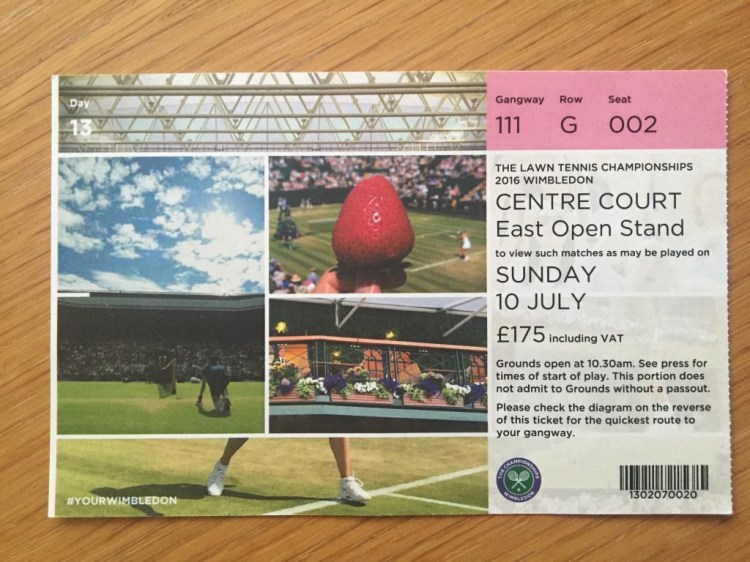 Day
13
#YOURWIMBLEDON
Gangway Row Seat
111 G 002
THE LAWN TENNIS CHAMPIONSHIPS
2016 WIMBLEDON
CENTRE COURT
East Open Stand
to view such matches as may be played on
SUNDAY
10 JULY
£175 including VAT
Grounds open at 10.30am. See press for
times of start of play. This portion does
not admit to Grounds without a passout.
Please check the diagram on the reverse
of this ticket for the quickest route to
your gangway.
THE CHAMPIONSHIPS
WIMBLEDON
1302070020